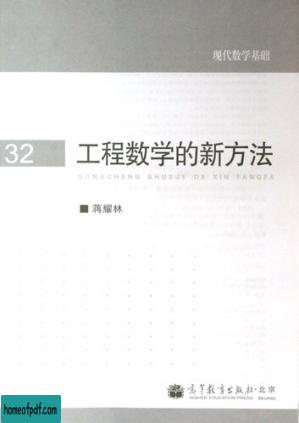 现代数学基础
32
工程数学的新方法
GONGCHENG SHUXUE DE XIN FANGFA
■ 蒋耀林
高等教育出版社·北京
HIGHER EDUCATION PRESS BEIJING
homeofpdf.com